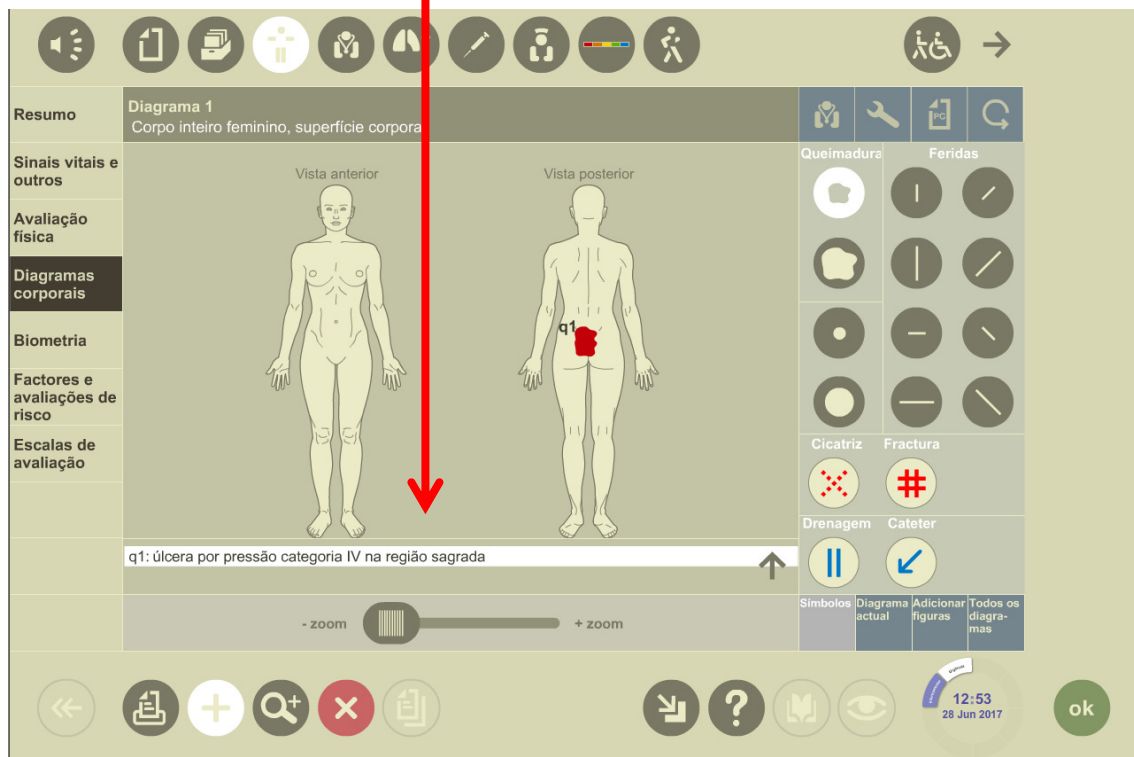 Resumo
Sinais vitais e
outros
Avaliação
física
Diagramas
corporais
Biometria
Factores e
avaliações de
risco
Escalas de
avaliação
Diagrama 1
Corpo inteiro feminino, superfície corpora
Vista anterior
Vista posterior
q1
q1: úlcera por pressão categoria IV na região sagrada
- zoom
+ zoom
PC
Queimadura
Feridas
Cicatriz
Fractura
Drenagem
Cateter
Símbolos
Diagrama
actual
Adicionar
figuras
Todos os
diagra-
mas
12:53
28 Jun 2017
ok